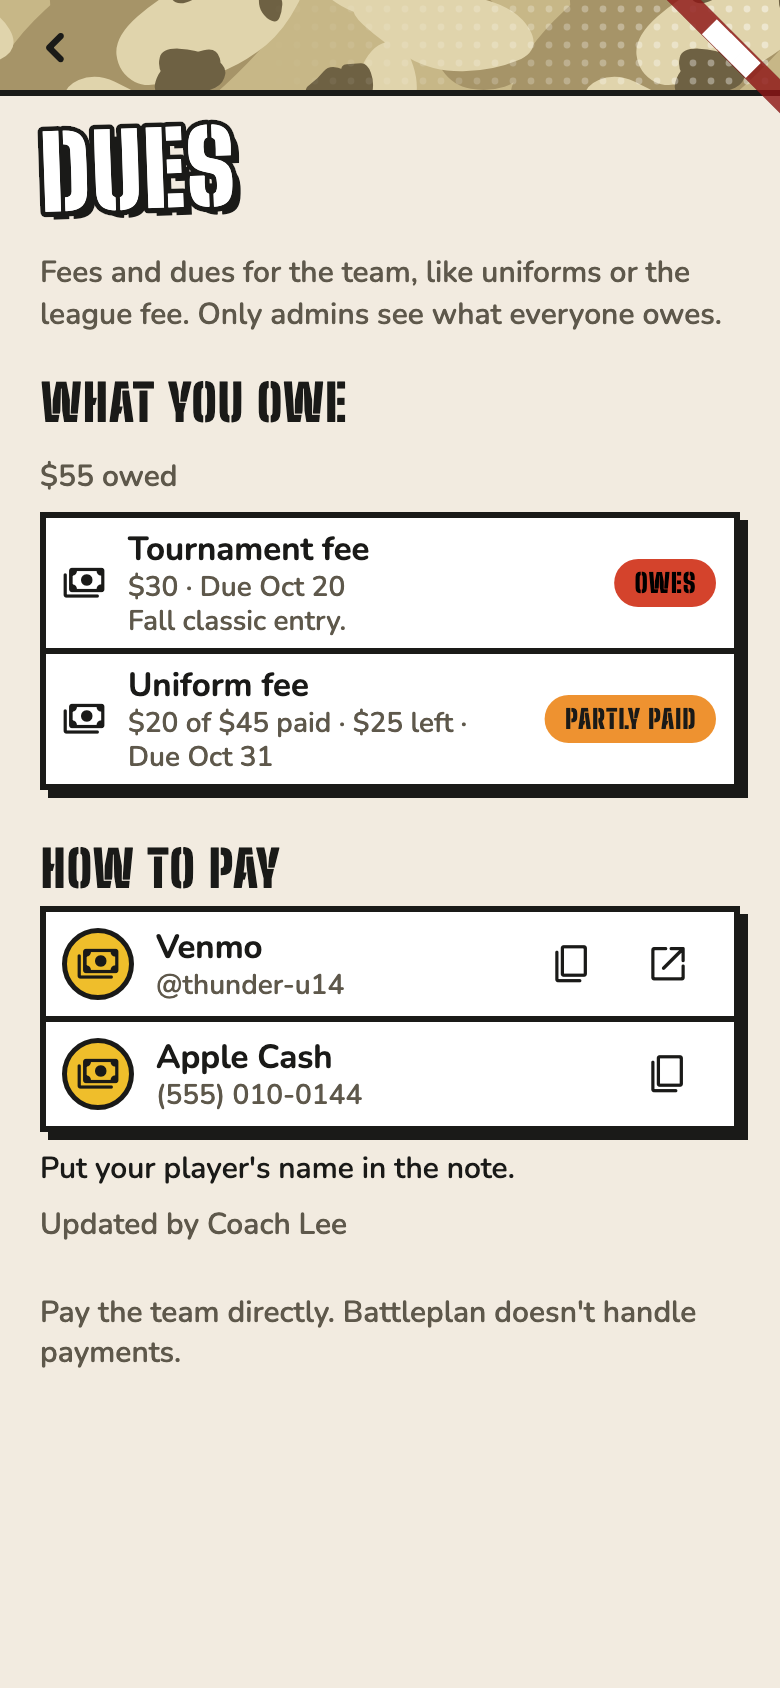 DUES
Fees and dues for the team, like uniforms or the
league fee. Only admins see what everyone owes.
WHAT YOU OWE
$55 owed
Tournament fee
$30 · Due Oct 20
Fall classic entry.
OWES
Uniform fee
$20 of $45 paid · $25 left ·
Due Oct 31
PARTLY PAID
HOW TO PAY
Venmo
@thunder-u14
Apple Cash
(555) 010-0144
Put your player's name in the note.
Updated by Coach Lee
Pay the team directly. Battleplan doesn't handle
payments.